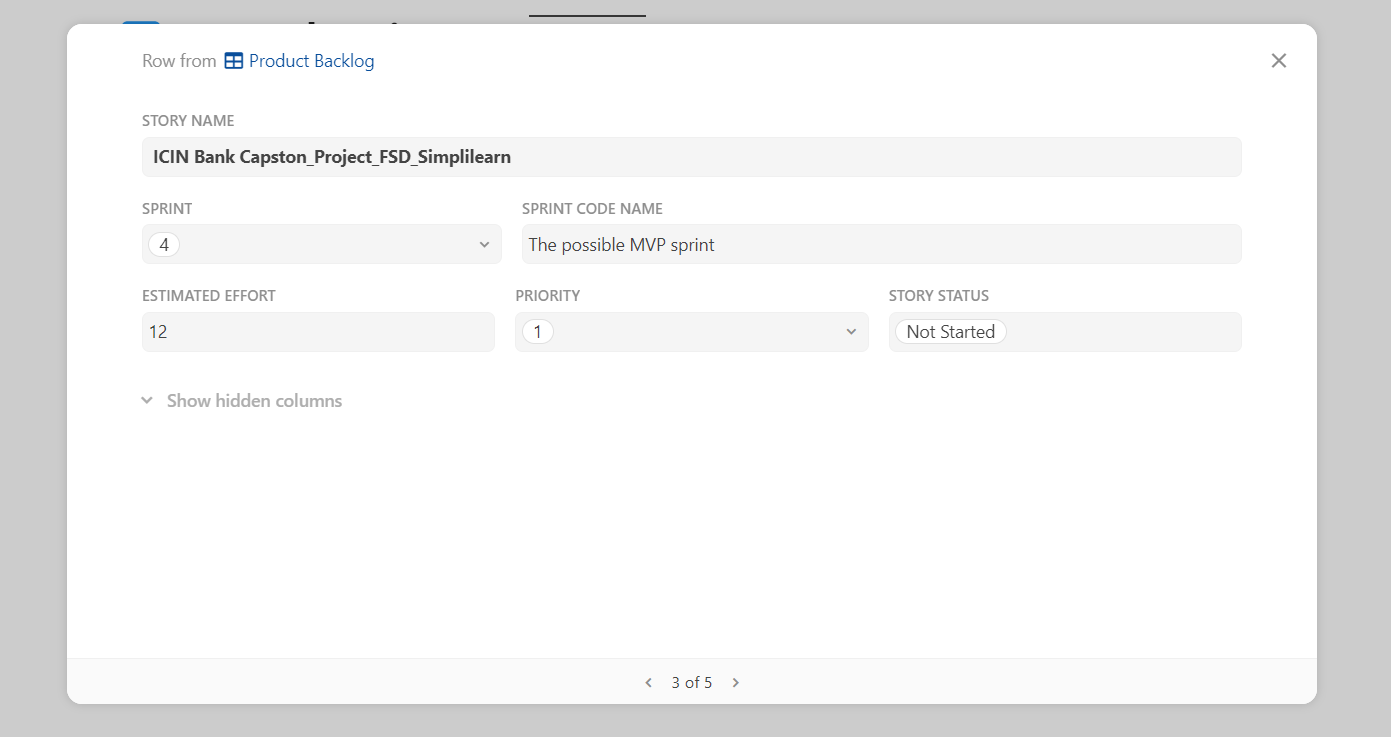 Row from Product Backlog
STORY NAME
ICIN Bank Capston_Project_FSD_Simplilearn
SPRINT
SPRINT CODE NAME
4
The possible MVP sprint
ESTIMATED EFFORT
PRIORITY
STORY STATUS
12
1
Not Started
Show hidden columns
3 of 5